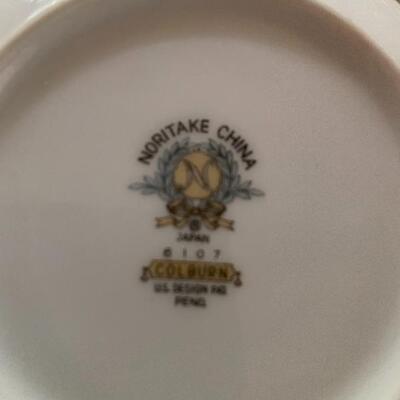 NORITAKE CHINA
N
®
JAPAN
6107
COLBURN
U.S. DESIGN PAT.
PEND.